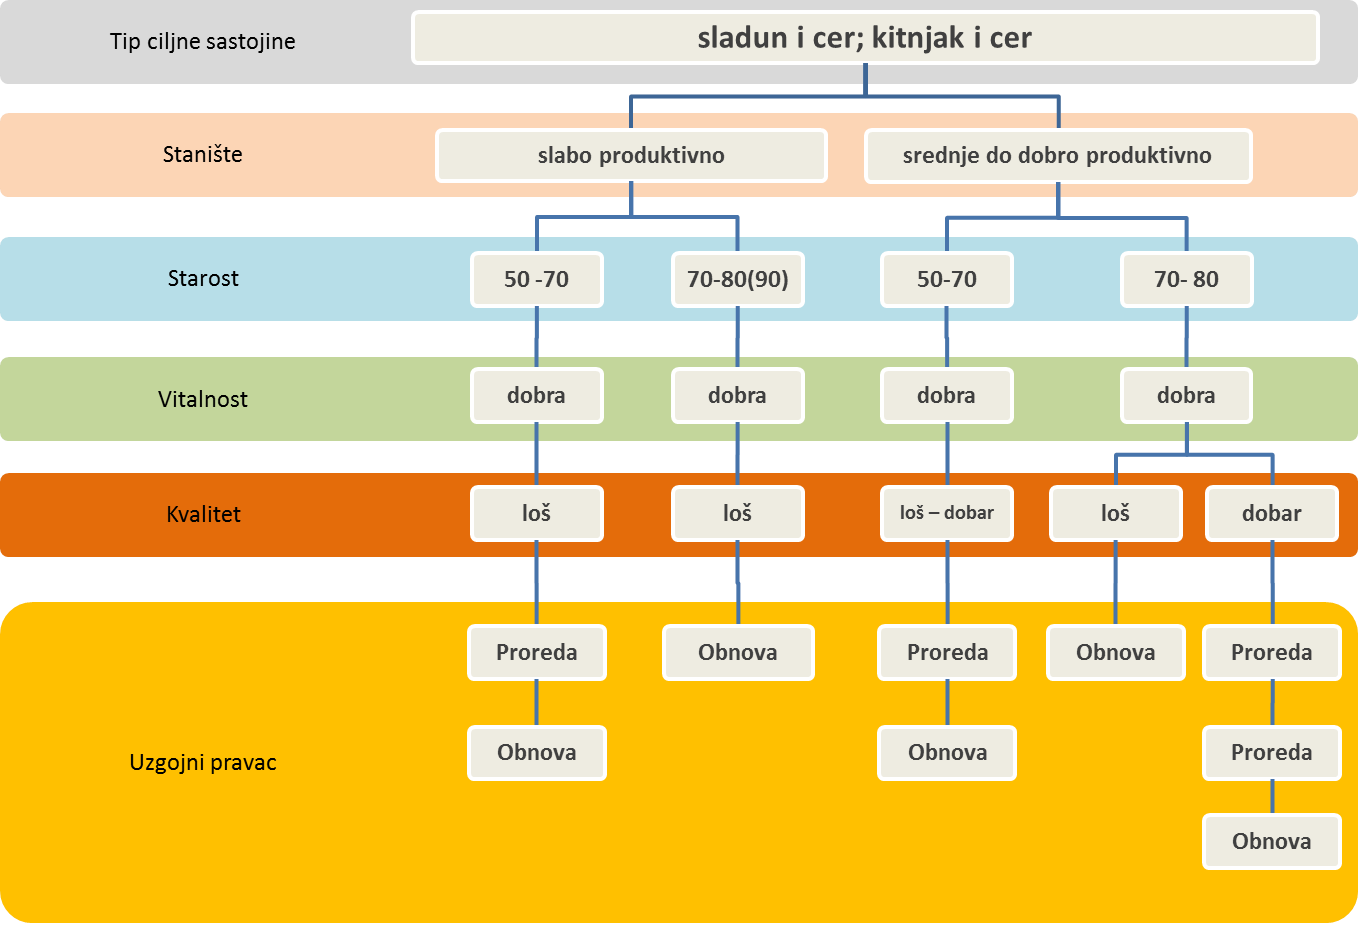 Tip ciljne sastojine
sladun i cer; kitnjak i cer
Stanište
slabo produktivno
srednje do dobro produktivno
Starost
50 -70
70-80(90)
50-70
70- 80
Vitalnost
dobra
dobra
dobra
dobra
Kvalitet
loš
loš
loš – dobar
loš
dobar
Uzgojni pravac
Proreda
Obnova
Proreda
Obnova
Proreda
Obnova
Obnova
Proreda
Obnova